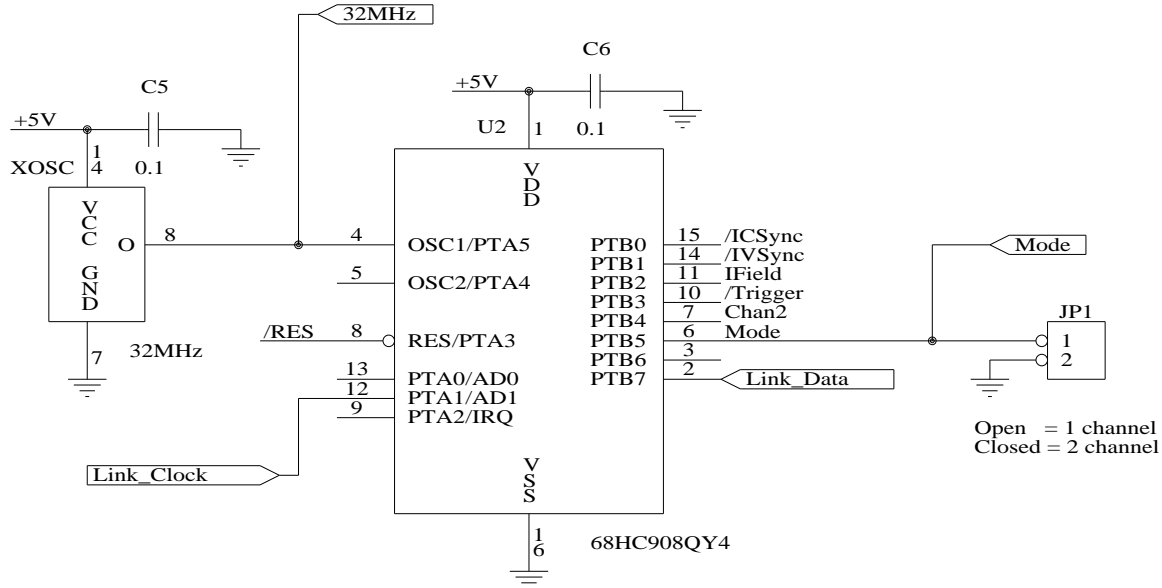 32MHz
C6
C5
+5V
+5V
U2
1
0.1
1
4
XOSC
0.1
VCC
GND
O
8
7
32MHz
VDD
4
OSC1/PTA5
5
OSC2/PTA4
/RES
8
RES/PTA3
13
PTA0/AD0
12
PTA1/AD1
9
PTA2/IRQ
Link_Clock
VSS
1
6
68HC908QY4
PTB0 15 /ICSync
PTB1 14 /IVSync
PTB2 11 IField
PTB3 10 /Trigger
PTB4 7 Chan2
PTB5 6 Mode
PTB6 3
PTB7 2
Link_Data
Mode
JP1
1
2
Open = 1 channel
Closed = 2 channel